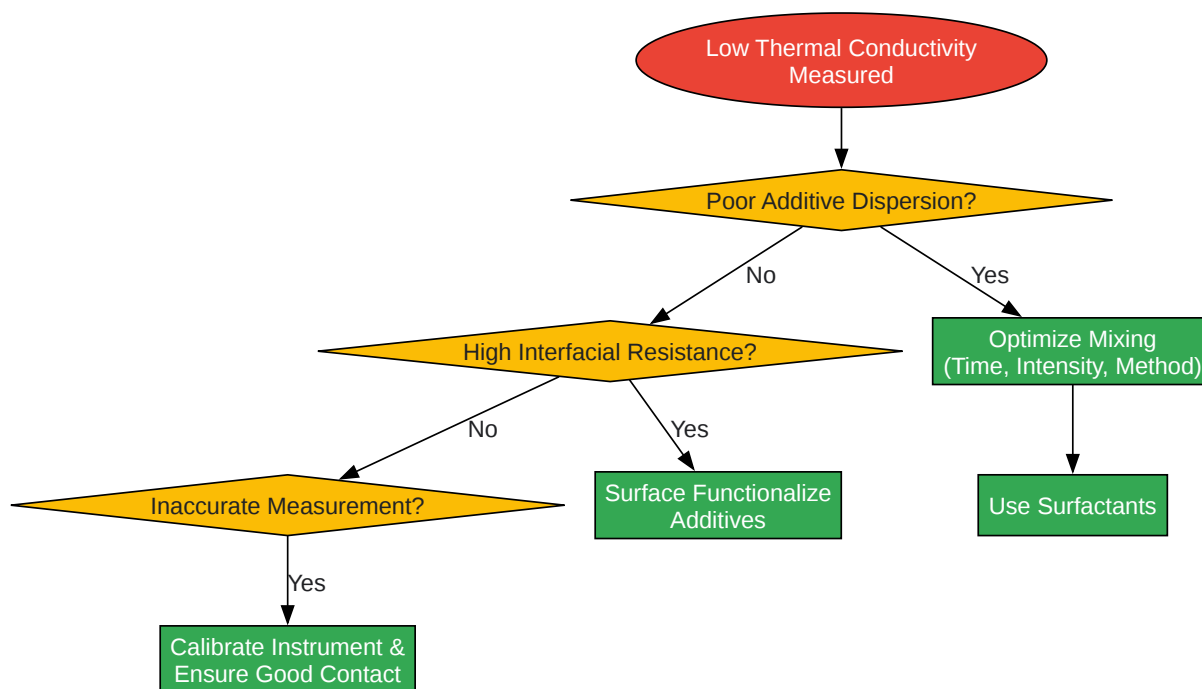 Low Thermal Conductivity
Measured
Poor Additive Dispersion?
No
Yes
High Interfacial Resistance?
Optimize Mixing
(Time, Intensity, Method)
No
Yes
Inaccurate Measurement?
Surface Functionalize
Additives
Use Surfactants
Yes
Calibrate Instrument &
Ensure Good Contact